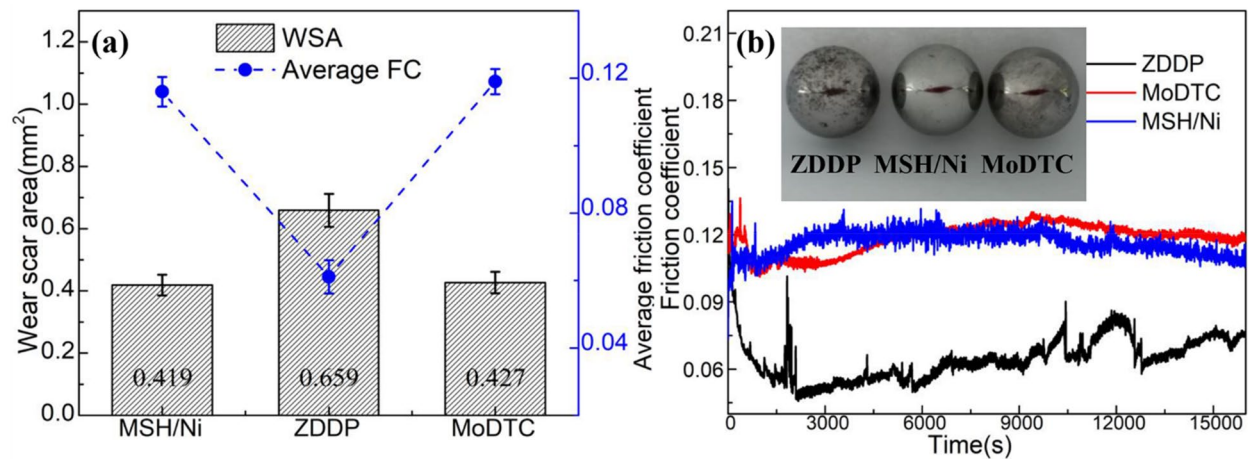 (a)
WSA
Average FC
Wear scar area(mm²)
1.2
1.0
0.8
0.6
0.4
0.2
0.0
0.419
0.659
0.427
MSH/Ni
ZDDP
MoDTC
0.12
0.08
0.04
Average friction coefficient
(b)
ZDDP
MoDTC
MSH/Ni
ZDDP MSH/Ni MoDTC
Friction coefficient
0.21
0.18
0.15
0.12
0.09
0.06
0 3000 6000 9000 12000 15000
Time(s)